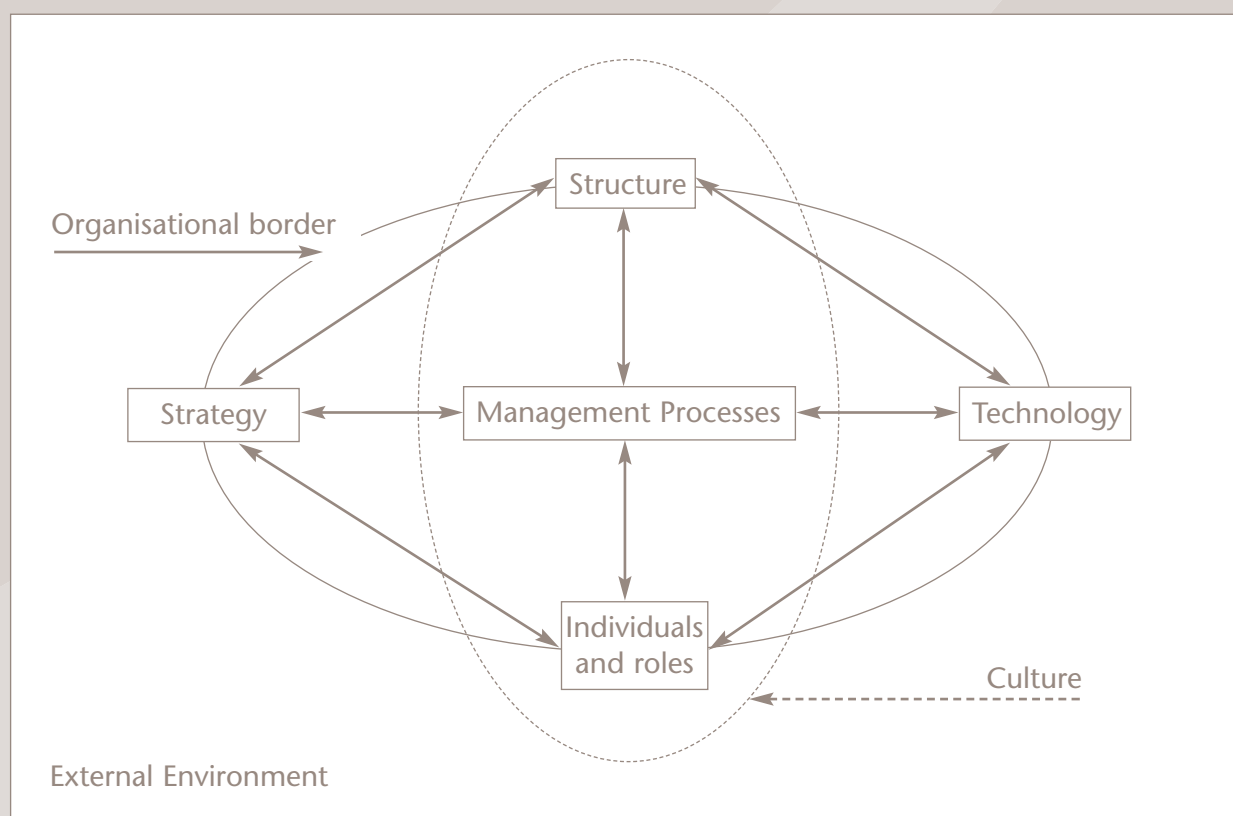 Structure
Organisational border
Strategy
Management Processes
Technology
Individuals
and roles
Culture
External Environment